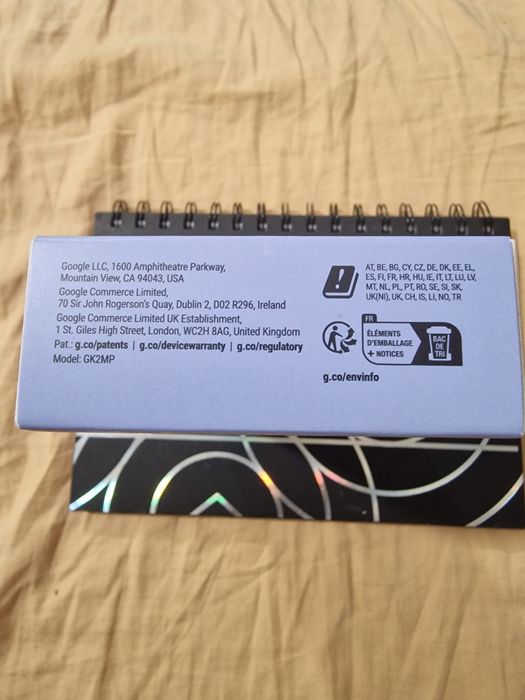 Google LLC, 1600 Amphitheatre Parkway,
Mountain View, CA 94043, USA
Google Commerce Limited,
70 Sir John Rogerson's Quay, Dublin 2, D02 R296, Ireland
Google Commerce Limited UK Establishment,
1 St. Giles High Street, London, WC2H 8AG, United Kingdom
Pat.: g.co/patents | g.co/devicewarranty | g.co/regulatory
Model: GK2MP
AT, BE, BG, CY, CZ, DE, DK, EE, EL,
ES, FI, FR, HR, HU, IE, IT, LT, LU, LV,
MT, NL, PL, PT, RO, SE, SI, SK,
UK(NI), UK, CH, IS, LI, NO, TR
FR
ÉLÉMENTS
D'EMBALLAGE
+ NOTICES
BAC
DE
TRI
g.co/envinfo